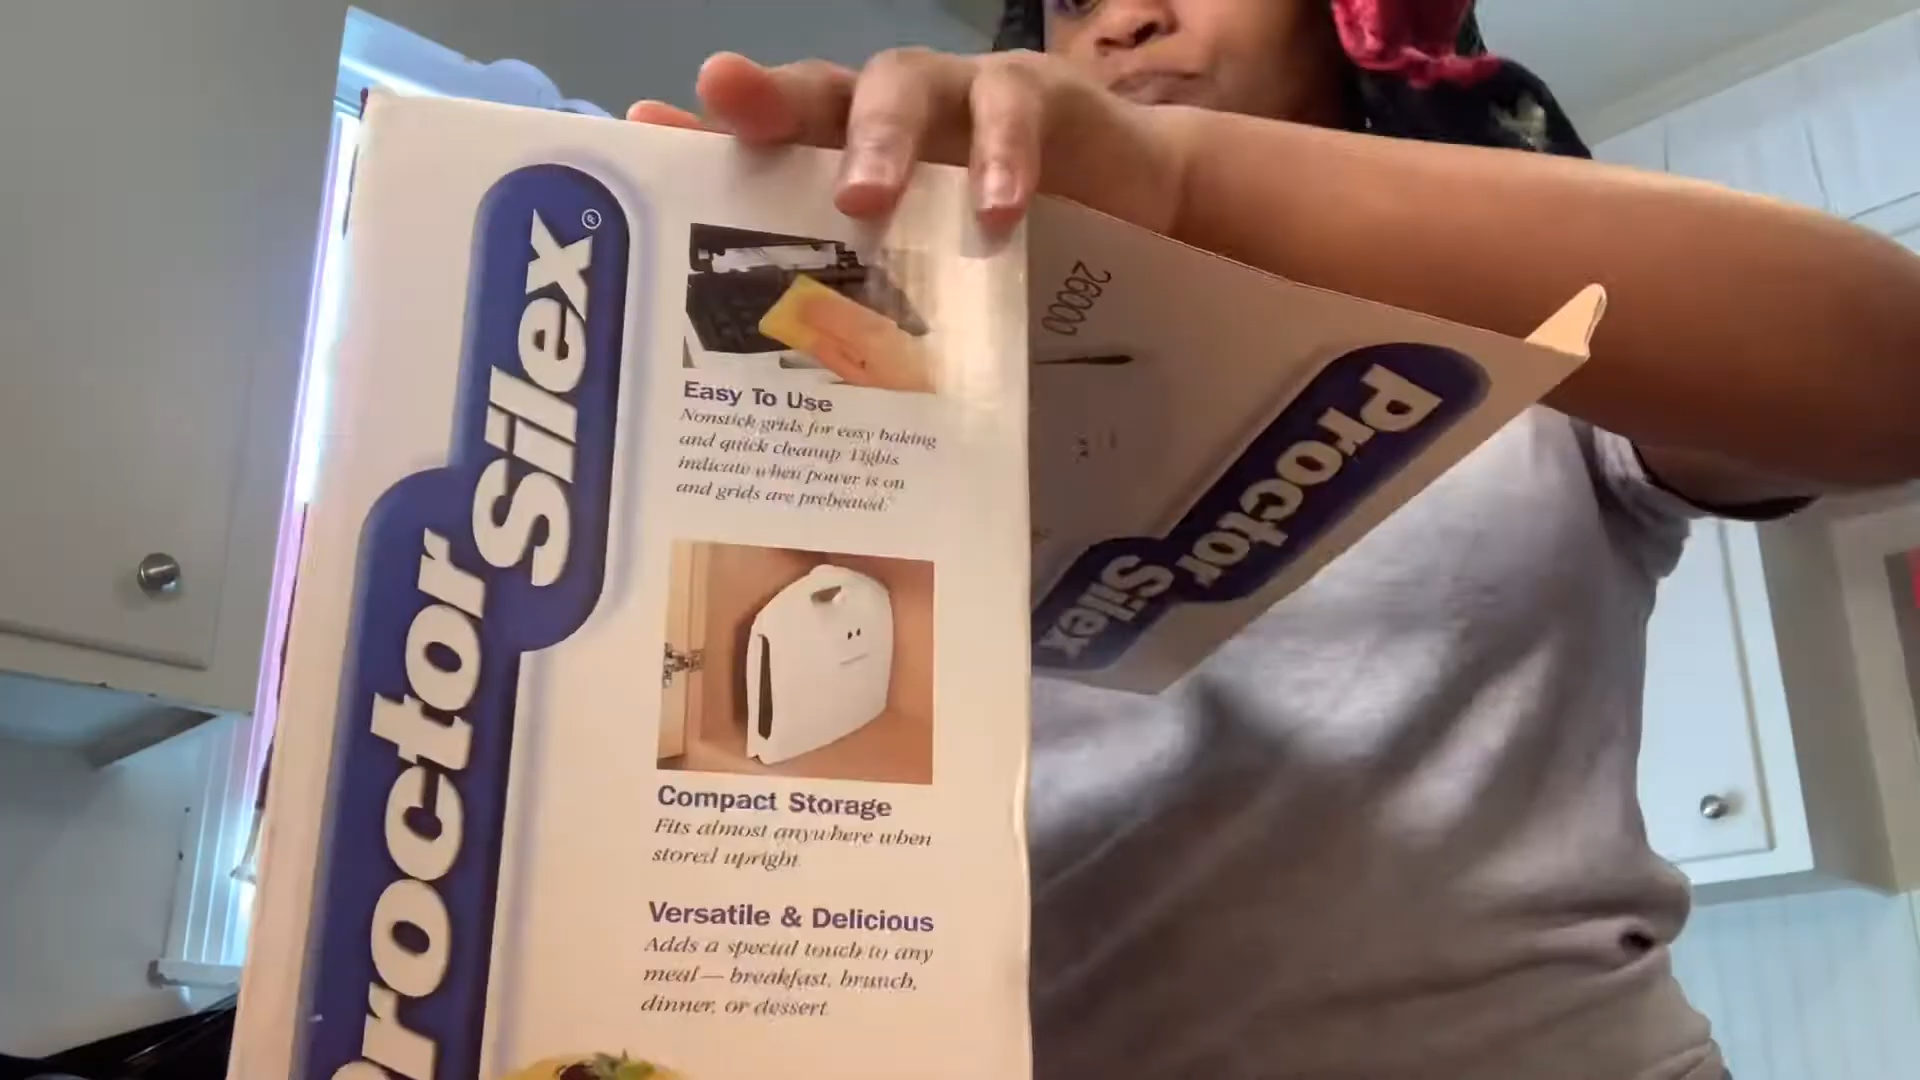 Proctor Silex®
Easy To Use
Nonstick grids for easy baking
and quick cleanup. Lights
indicate when power is on
and grids are preheated.
Compact Storage
Fits almost anywhere when
stored upright.
Versatile & Delicious
Adds a special touch to any
meal — breakfast, brunch,
dinner, or dessert.
26000
Proctor Silex